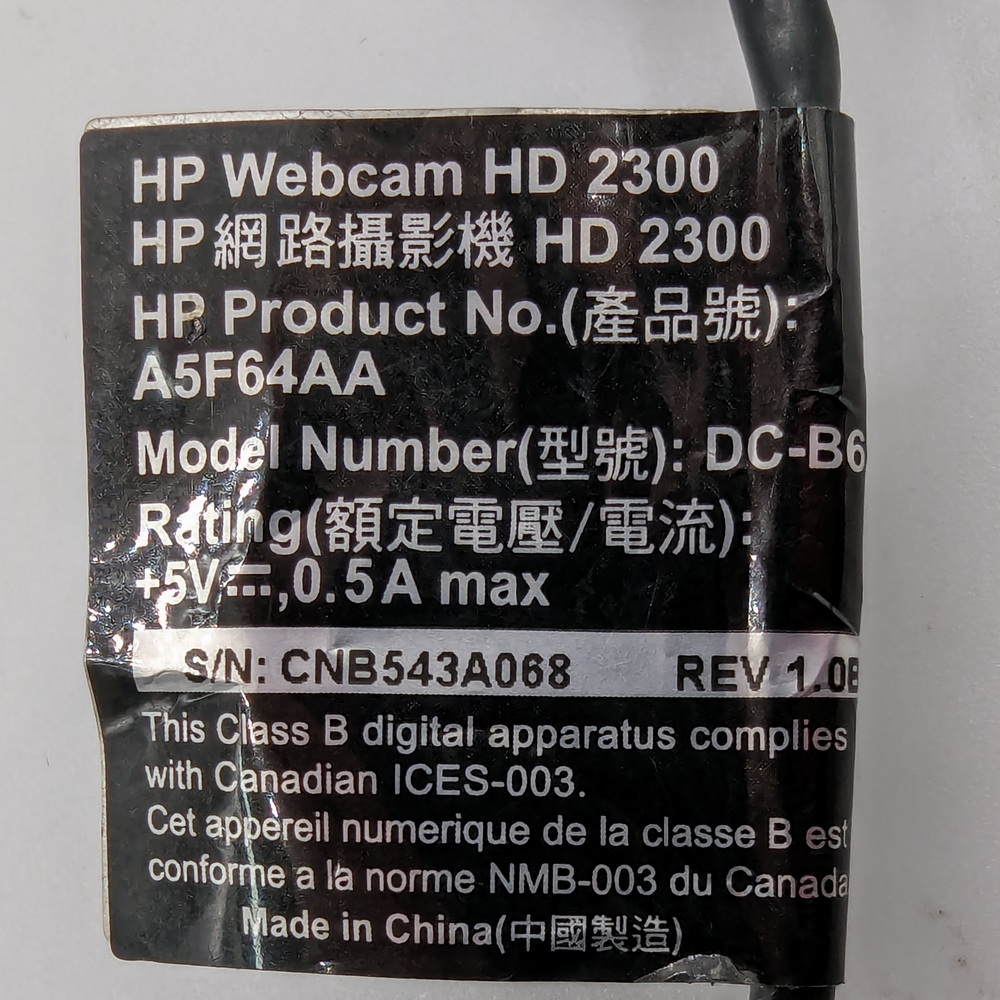 HP Webcam HD 2300
HP 網路攝影機 HD 2300
HP Product No.(產品號):
A5F64AA
Model Number(型號): DC-B6
Rating(額定電壓/電流):
+5V⎓,0.5A max
S/N: CNB543A068 REV 1.0B
This Class B digital apparatus complies
with Canadian ICES-003.
Cet appereil numerique de la classe B est
conforme a la norme NMB-003 du Canada
Made in China(中國製造)